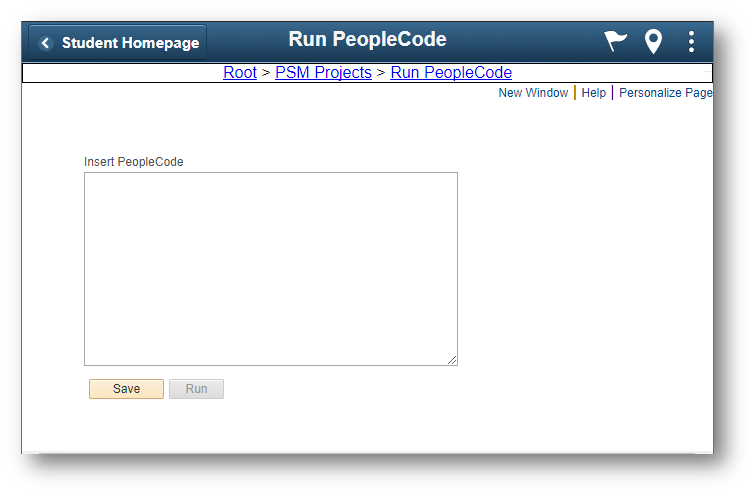 Student Homepage Run PeopleCode
Root > PSM Projects > Run PeopleCode
New Window Help Personalize Page
Insert PeopleCode
Save Run